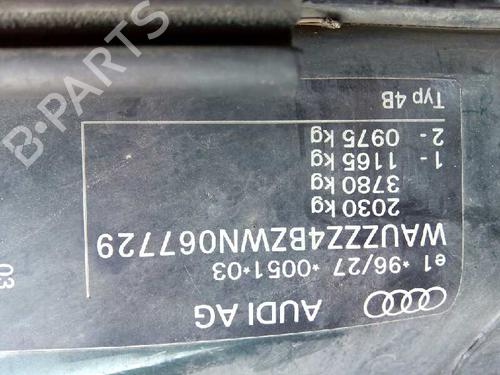 AUDI AG
e1 *96/27 *0051*03
WAUZZZ4BZWN067729
2030 kg
3780 kg
1 - 1165 kg
2 - 0975 kg
Typ 4B
03
B-PARTS